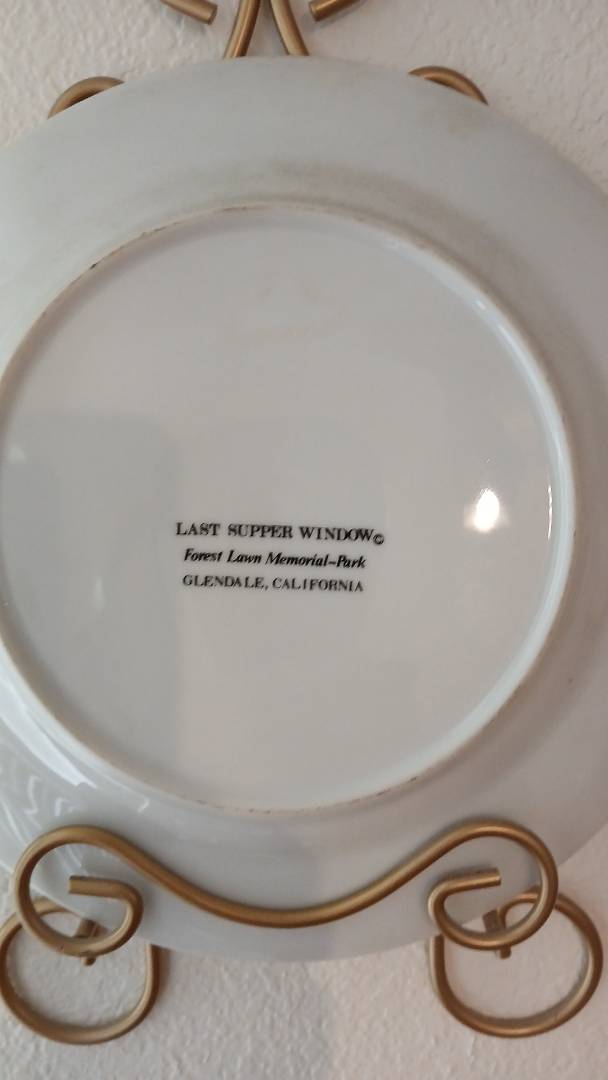 LAST SUPPER WINDOW©
Forest Lawn Memorial-Park
GLENDALE, CALIFORNIA